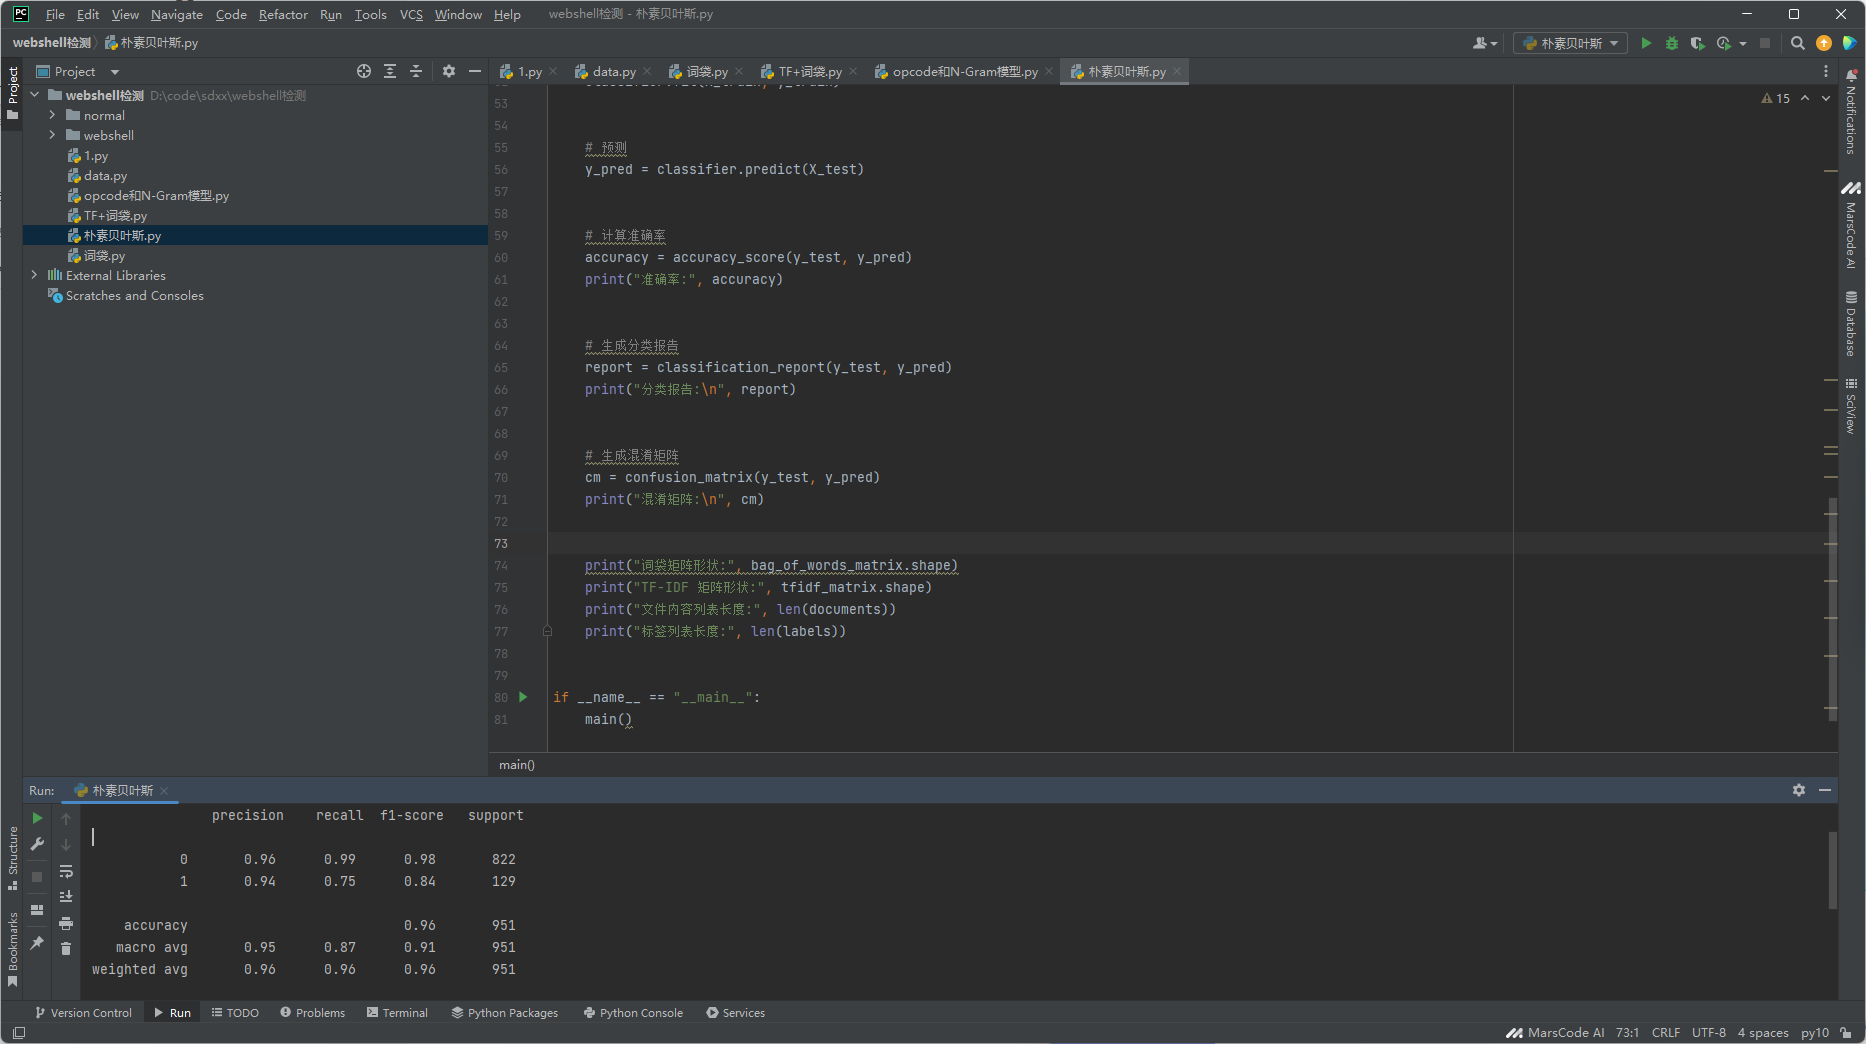 PC File Edit View Navigate Code Refactor Run Tools VCS Window Help webshell检测 - 朴素贝叶斯.py
webshell检测 朴素贝叶斯.py 朴素贝叶斯
Project
1.py data.py 词袋.py TF+词袋.py opcode和N-Gram模型.py 朴素贝叶斯.py
webshell检测 D:\code\sdxx\webshell检测
normal
webshell
1.py
data.py
opcode和N-Gram模型.py
TF+词袋.py
朴素贝叶斯.py
词袋.py
External Libraries
Scratches and Consoles
Project
Structure
Bookmarks
15
53
54
55 # 预测
56 y_pred = classifier.predict(X_test)
57
58
59 # 计算准确率
60 accuracy = accuracy_score(y_test, y_pred)
61 print("准确率:", accuracy)
62
63
64 # 生成分类报告
65 report = classification_report(y_test, y_pred)
66 print("分类报告:\n", report)
67
68
69 # 生成混淆矩阵
70 cm = confusion_matrix(y_test, y_pred)
71 print("混淆矩阵:\n", cm)
72
73
74 print("词袋矩阵形状:", bag_of_words_matrix.shape)
75 print("TF-IDF 矩阵形状:", tfidf_matrix.shape)
76 print("文件内容列表长度:", len(documents))
77 print("标签列表长度:", len(labels))
78
79
80 if __name__ == "__main__":
81 main()
main()
Notifications
MarsCode AI
Database
SciView
Run: 朴素贝叶斯
precision recall f1-score support
0 0.96 0.99 0.98 822
1 0.94 0.75 0.84 129
accuracy 0.96 951
macro avg 0.95 0.87 0.91 951
weighted avg 0.96 0.96 0.96 951
Version Control Run TODO Problems Terminal Python Packages Python Console Services
MarsCode AI 73:1 CRLF UTF-8 4 spaces py10